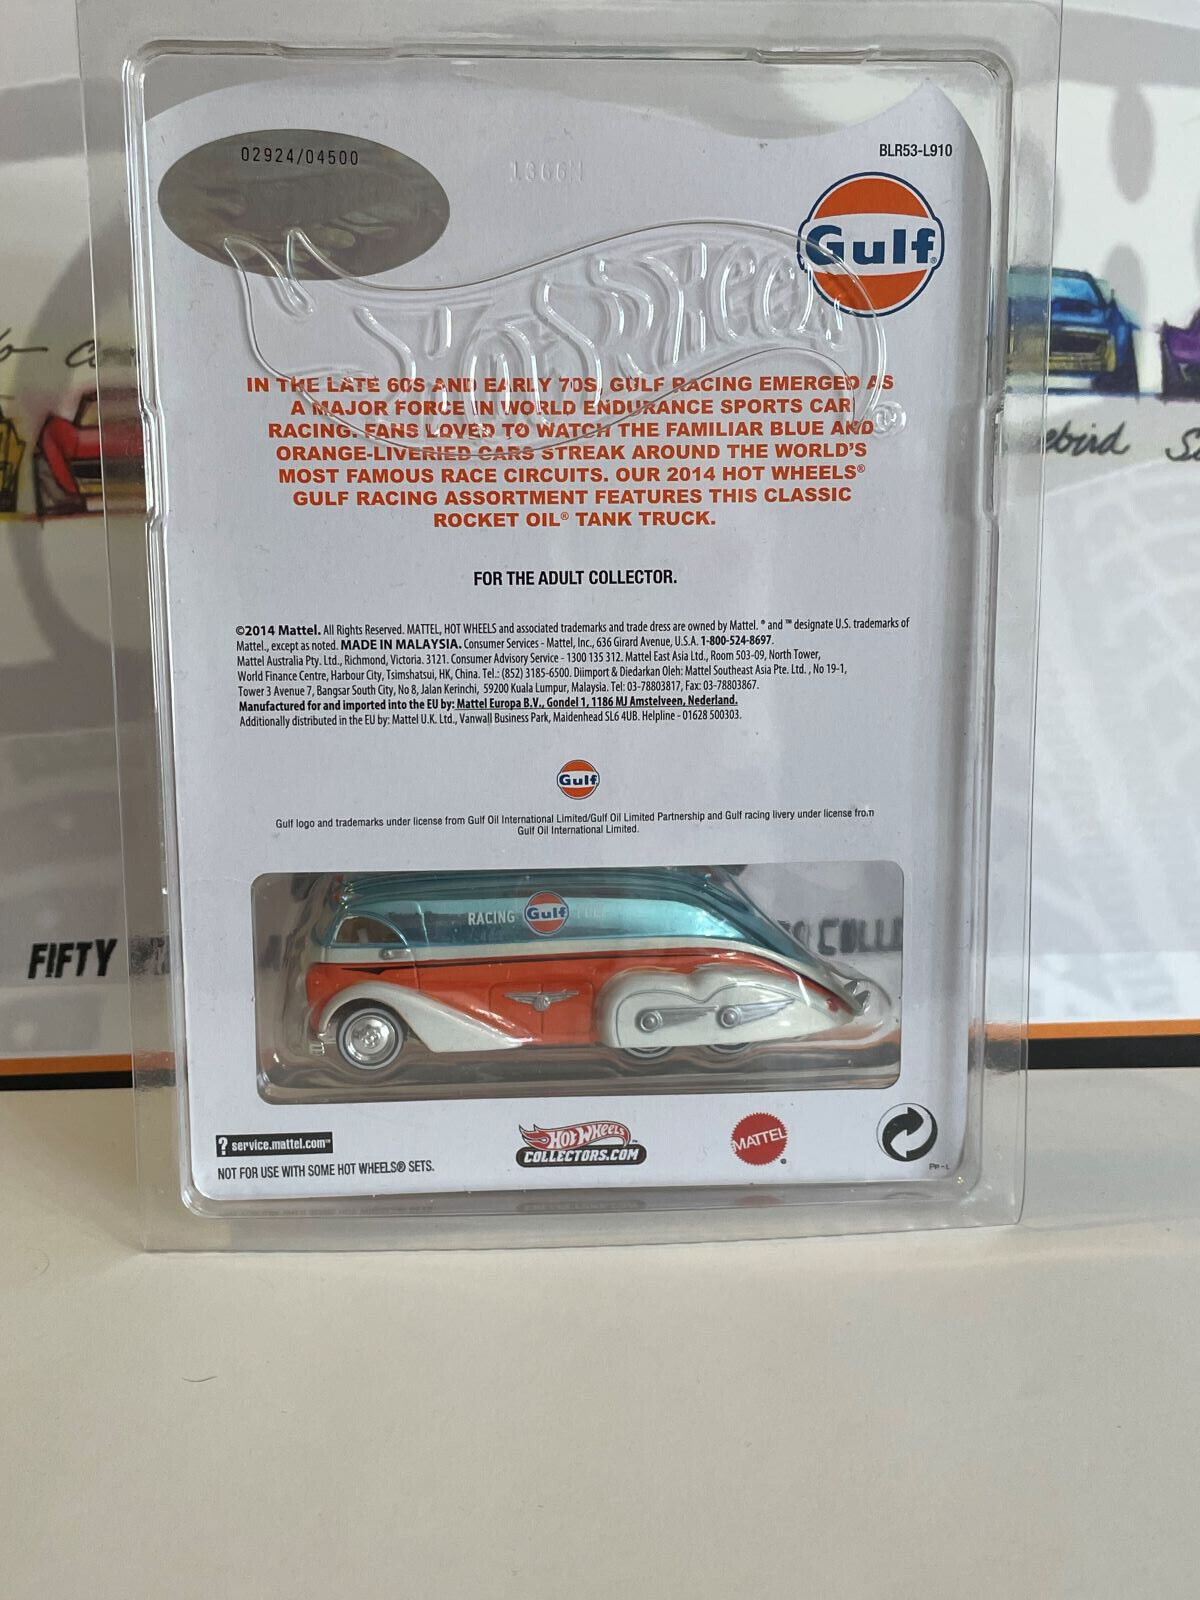 02924/04500
1366N
BLR53-L910
Gulf
Hot Wheels
IN THE LATE 60S AND EARLY 70S, GULF RACING EMERGED AS
A MAJOR FORCE IN WORLD ENDURANCE SPORTS CAR
RACING. FANS LOVED TO WATCH THE FAMILIAR BLUE AND
ORANGE-LIVERIED CARS STREAK AROUND THE WORLD'S
MOST FAMOUS RACE CIRCUITS. OUR 2014 HOT WHEELS®
GULF RACING ASSORTMENT FEATURES THIS CLASSIC
ROCKET OIL® TANK TRUCK.
FOR THE ADULT COLLECTOR.
©2014 Mattel. All Rights Reserved. MATTEL, HOT WHEELS and associated trademarks and trade dress are owned by Mattel. ® and ™ designate U.S. trademarks of
Mattel., except as noted. MADE IN MALAYSIA. Consumer Services - Mattel, Inc., 636 Girard Avenue, U.S.A. 1-800-524-8697.
Mattel Australia Pty. Ltd., Richmond, Victoria. 3121. Consumer Advisory Service - 1300 135 312. Mattel East Asia Ltd., Room 503-09, North Tower,
World Finance Centre, Harbour City, Tsimshatsui, HK, China. Tel.: (852) 3185-6500. Diimport & Diedarkan Oleh: Mattel Southeast Asia Pte. Ltd. , No 19-1,
Tower 3 Avenue 7, Bangsar South City, No 8, Jalan Kerinchi, 59200 Kuala Lumpur, Malaysia. Tel: 03-78803817, Fax: 03-78803867.
Manufactured for and imported into the EU by: Mattel Europa B.V., Gondel 1, 1186 MJ Amstelveen, Nederland.
Additionally distributed in the EU by: Mattel U.K. Ltd., Vanwall Business Park, Maidenhead SL6 4UB. Helpline - 01628 500303.
Gulf
Gulf logo and trademarks under license from Gulf Oil International Limited/Gulf Oil Limited Partnership and Gulf racing livery under license from
Gulf Oil International Limited.
RACING Gulf FUEL
FIFTY
? service.mattel.com™
NOT FOR USE WITH SOME HOT WHEELS® SETS.
HOT WHEELS™
COLLECTORS.COM
MATTEL®
PP-L